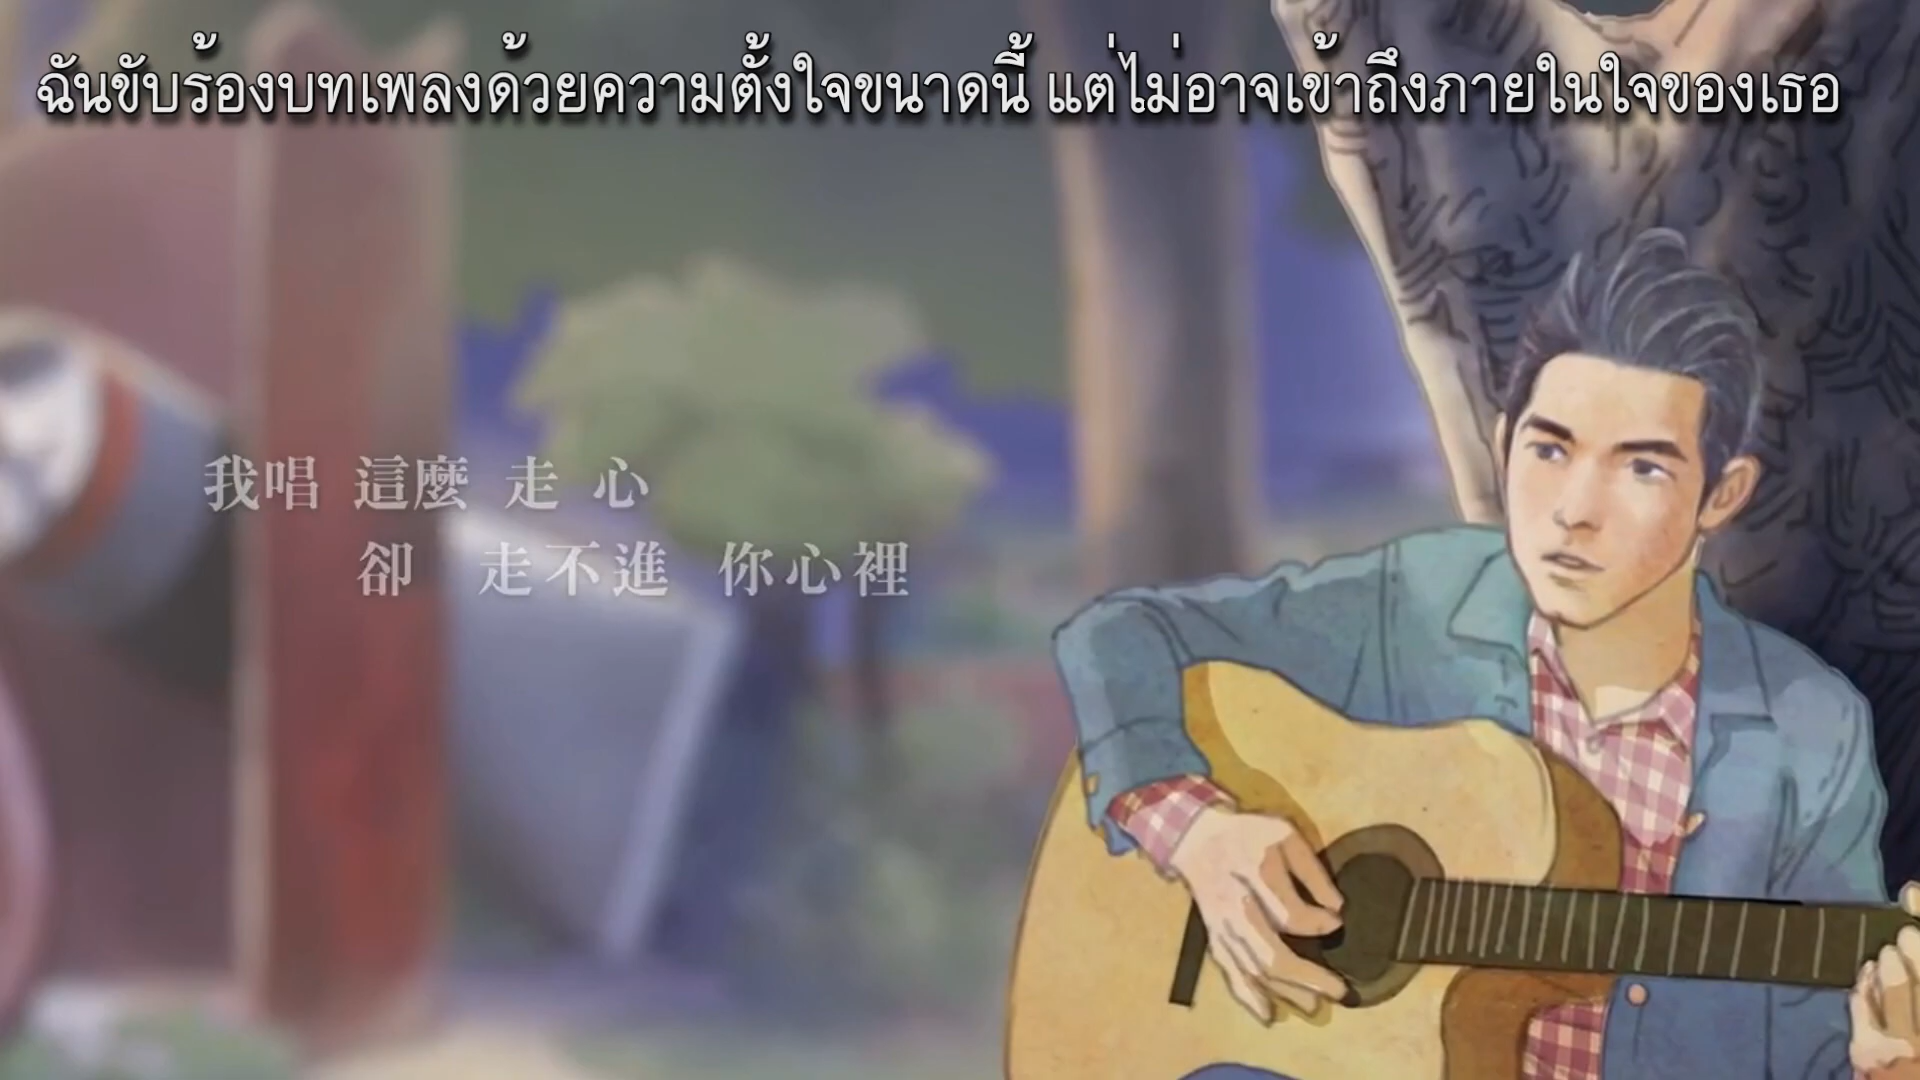 ฉันขับร้องบทเพลงด้วยความตั้งใจขนาดนี้ แต่ไม่อาจเข้าถึงภายในใจของเธอ
我唱 這麼 走 心
卻 走不進 你心裡